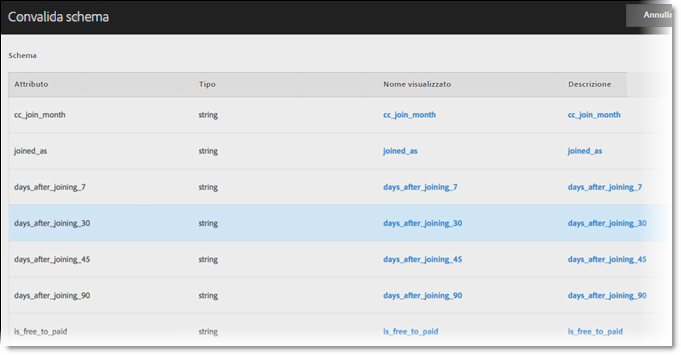 Convalida schema Annulla
Schema
Attributo Tipo Nome visualizzato Descrizione
cc_join_month string cc_join_month cc_join_month
joined_as string joined_as joined_as
days_after_joining_7 string days_after_joining_7 days_after_joining_7
days_after_joining_30 string days_after_joining_30 days_after_joining_30
days_after_joining_45 string days_after_joining_45 days_after_joining_45
days_after_joining_90 string days_after_joining_90 days_after_joining_90
is_free_to_paid string is_free_to_paid is_free_to_paid